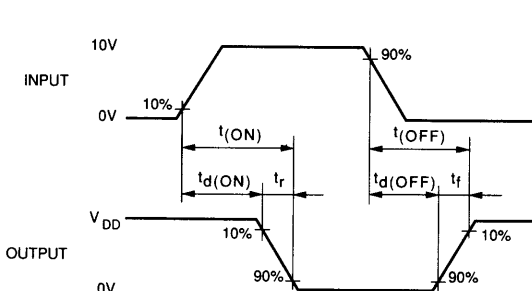 10V
90%
INPUT
10%
0V
t(ON)
t(OFF)
td(ON)
tr
td(OFF)
tf
VDD
10%
10%
OUTPUT
90%
90%
0V